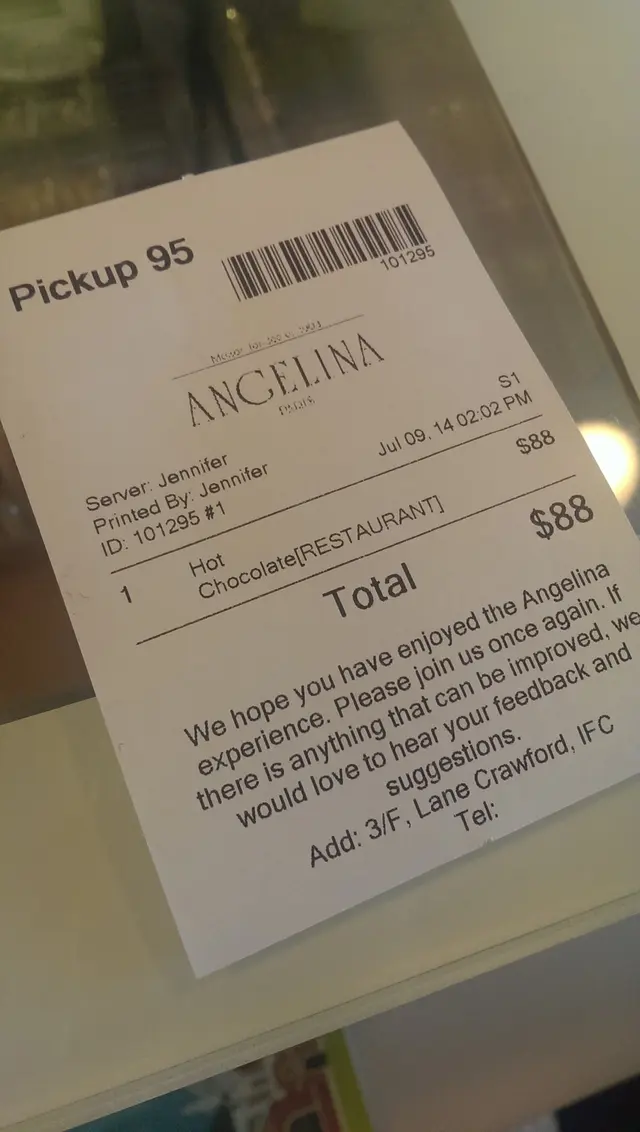 Pickup 95
101295
ANGELINA
PARIS
S1
Server: Jennifer
Jul 09, 14 02:02 PM
Printed By: Jennifer
ID: 101295 #1
1 Hot $88
Chocolate[RESTAURANT]
Total $88
We hope you have enjoyed the Angelina
experience. Please join us once again. If
there is anything that can be improved, we
would love to hear your feedback and
suggestions.
Add: 3/F, Lane Crawford, IFC
Tel: